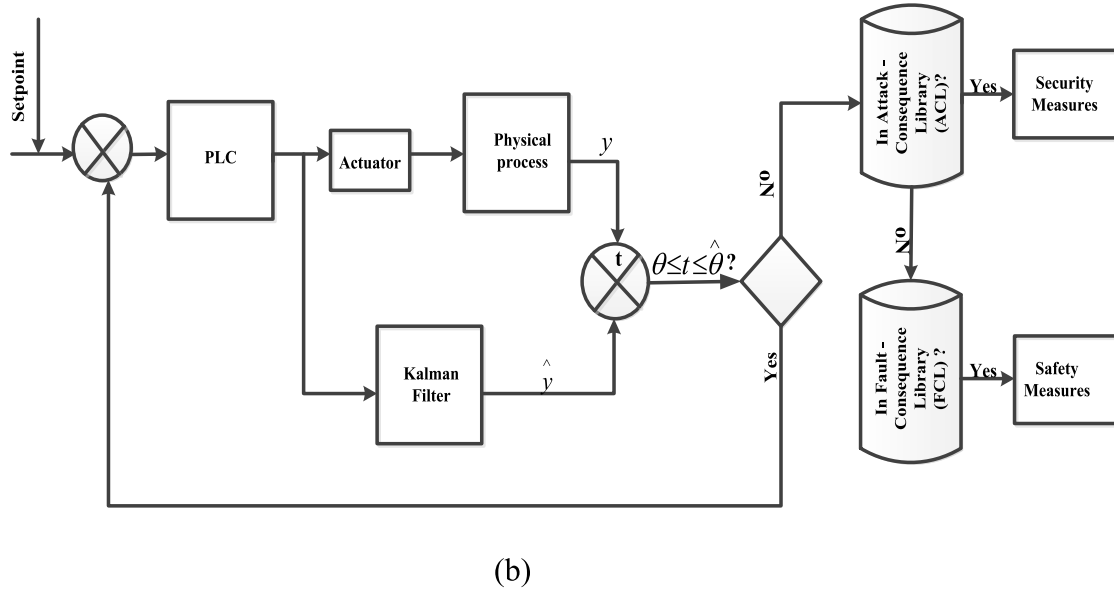 Setpoint
PLC
Actuator
Physical
process
y
t
θ≤t≤θ̂?
Kalman
Filter
ŷ
No
Yes
In Attack -
Consequence
Library
(ACL)?
Yes
Security
Measures
No
In Fault -
Consequence
Library
(FCL) ?
Yes
Safety
Measures
(b)